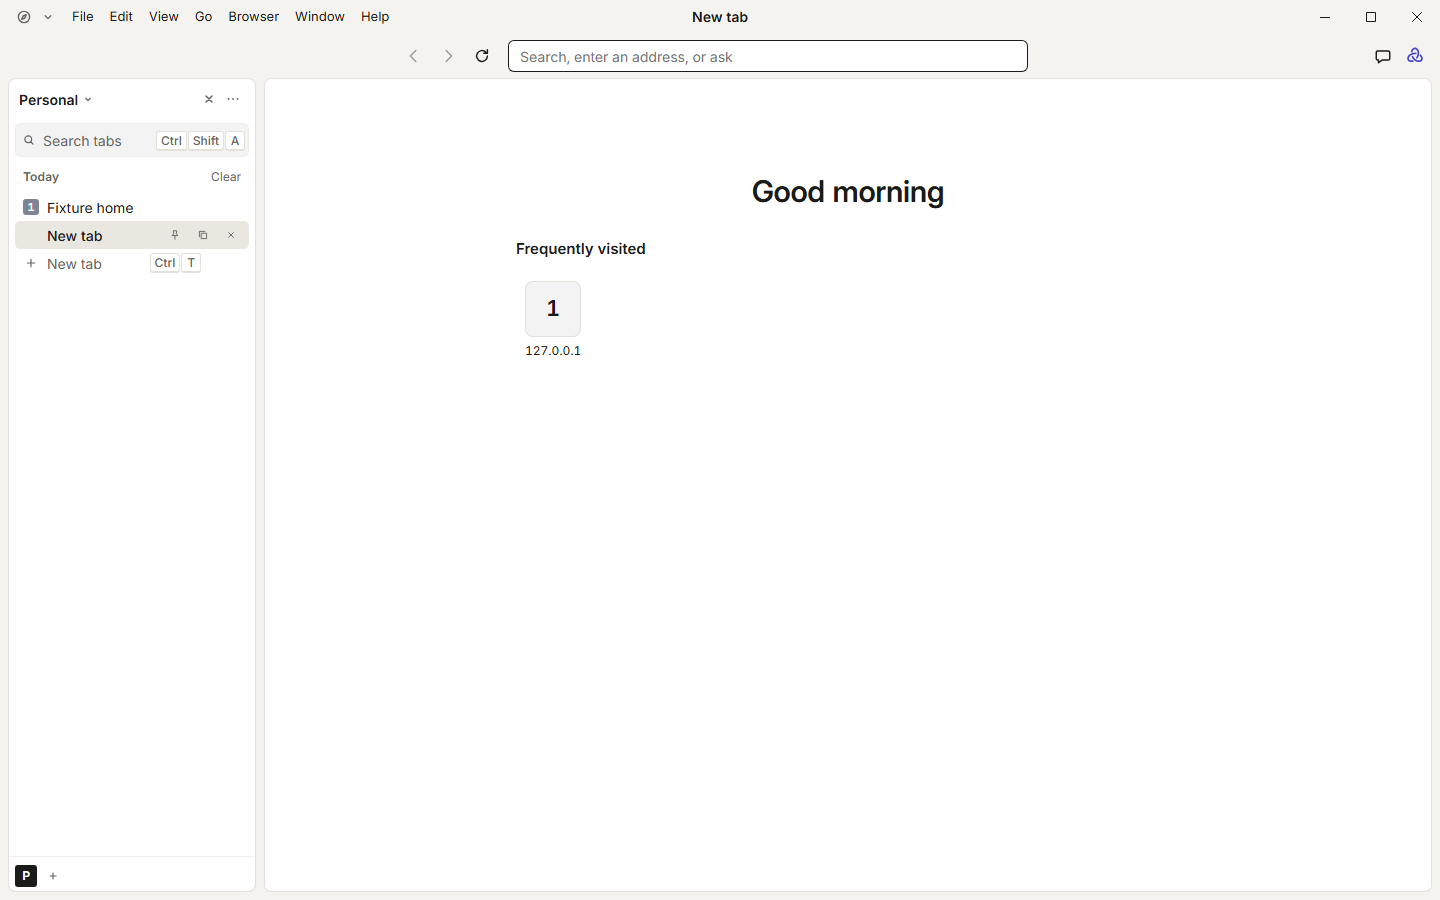 File Edit View Go Browser Window Help
New tab
Search, enter an address, or ask
Personal
Search tabs Ctrl Shift A
Today Clear
1 Fixture home
New tab
New tab Ctrl T
Good morning
Frequently visited
1
127.0.0.1
P